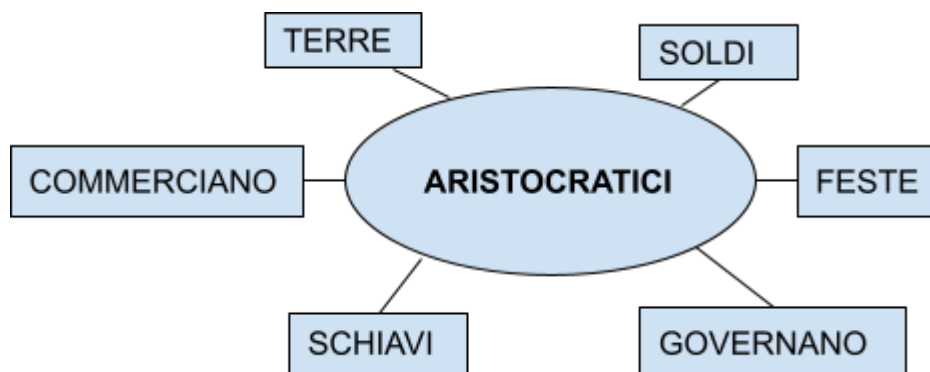 TERRE
SOLDI
COMMERCIANO
ARISTOCRATICI
FESTE
SCHIAVI
GOVERNANO